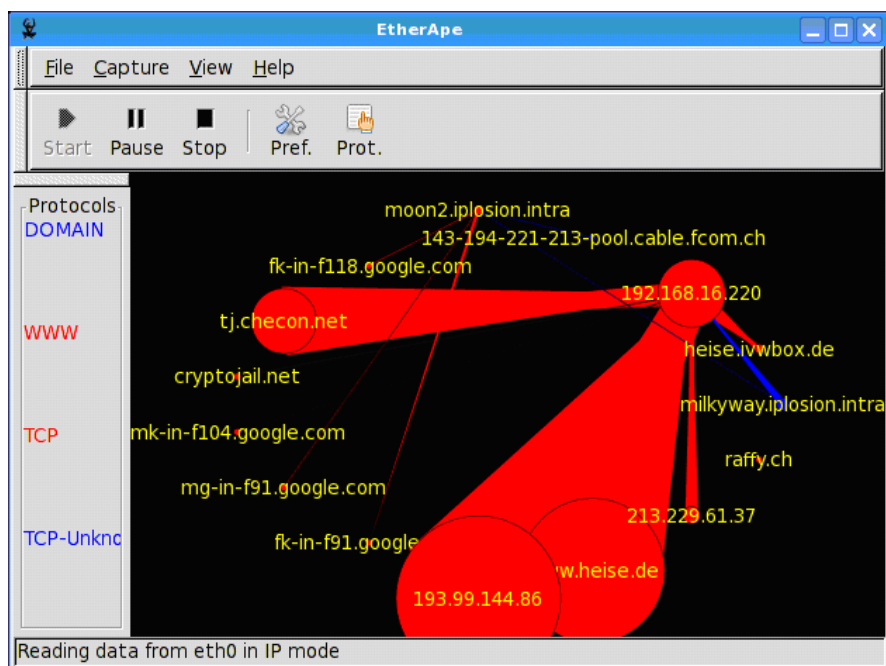 EtherApe
File Capture View Help
Start Pause Stop Pref. Prot.
Protocols
DOMAIN
WWW
TCP
TCP-Unkno
moon2.iplosion.intra
143-194-221-213-pool.cable.fcom.ch
fk-in-f118.google.com
192.168.16.220
tj.checon.net
heise.ivwbox.de
cryptojail.net
milkyway.iplosion.intra
mk-in-f104.google.com
raffy.ch
mg-in-f91.google.com
213.229.61.37
fk-in-f91.google
w.heise.de
193.99.144.86
Reading data from eth0 in IP mode